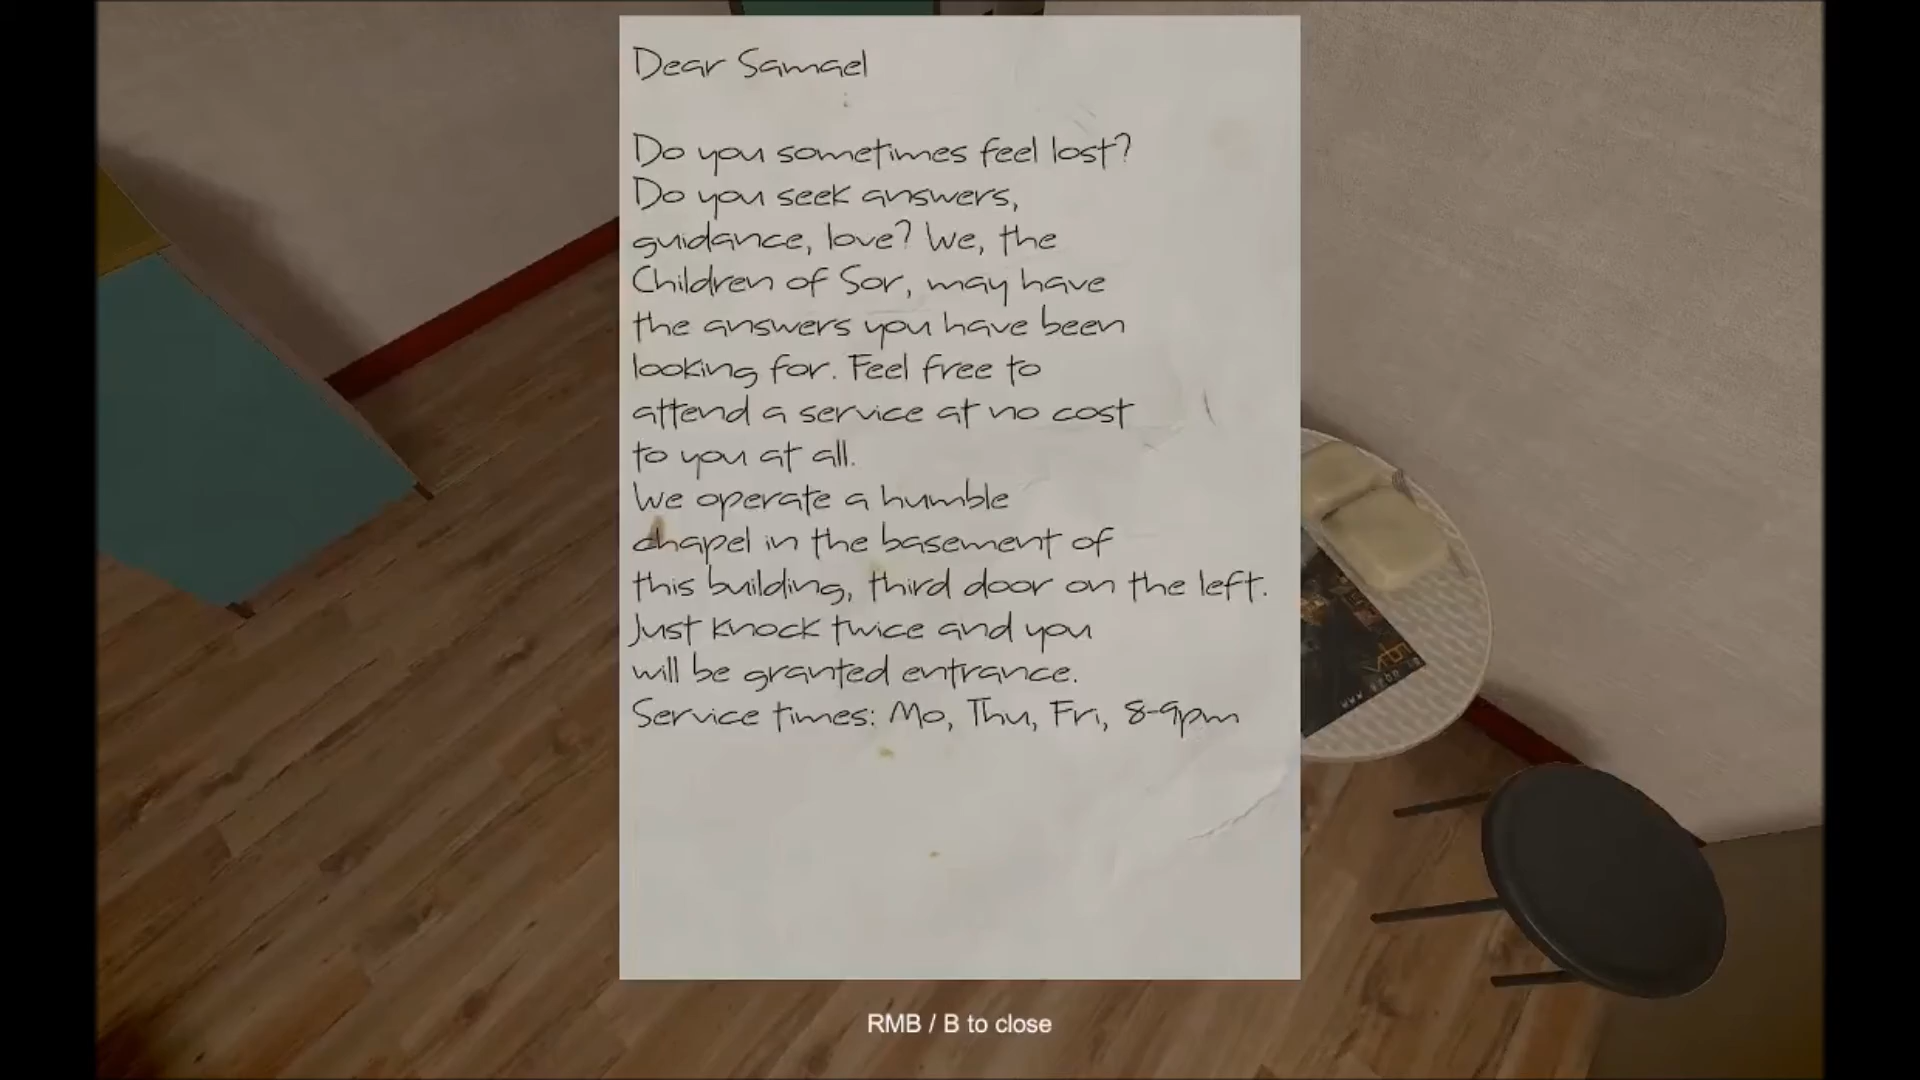 Dear Samael
Do you sometimes feel lost?
Do you seek answers,
guidance, love? We, the
Children of Sor, may have
the answers you have been
looking for. Feel free to
attend a service at no cost
to you at all.
We operate a humble
chapel in the basement of
this building, third door on the left.
Just knock twice and you
will be granted entrance.
Service times: Mo, Thu, Fri, 8-9pm
RMB / B to close